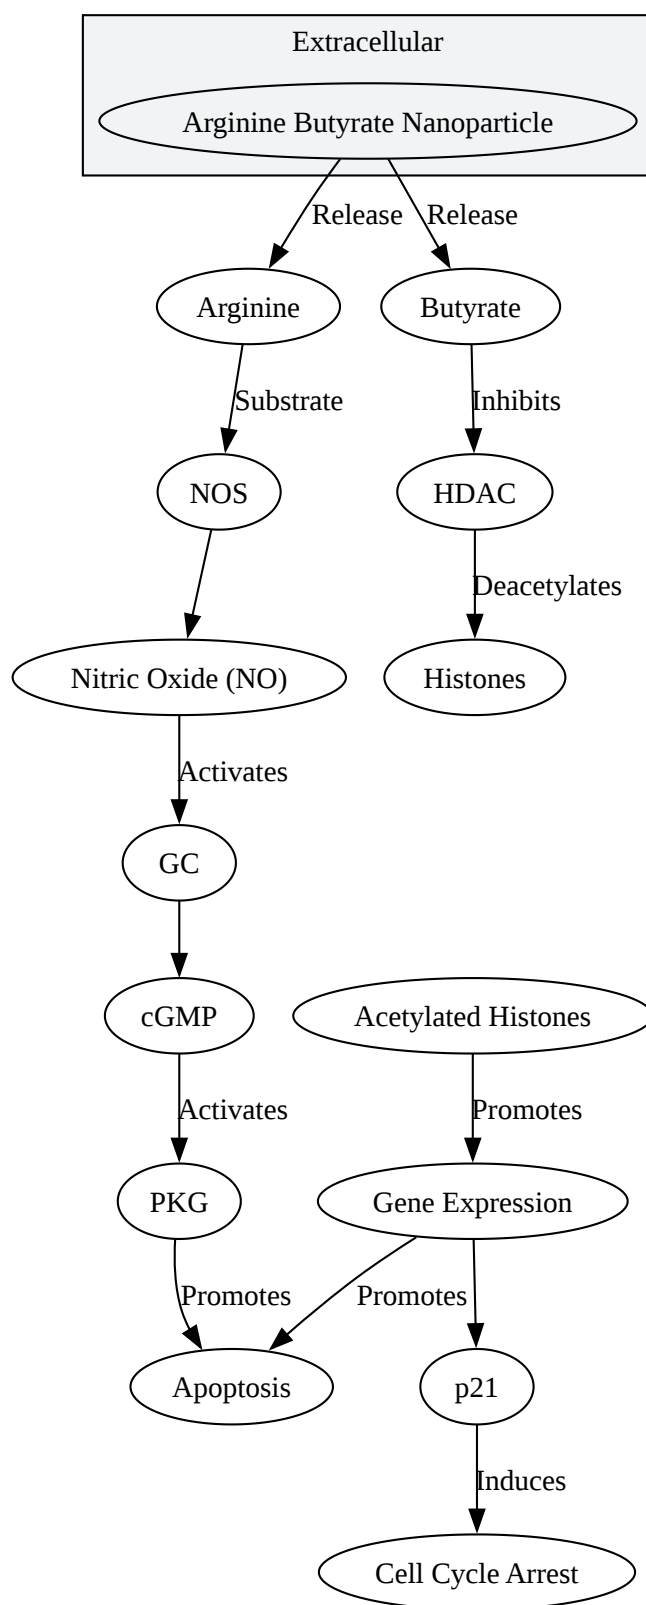 Extracellular
Arginine Butyrate Nanoparticle
Release
Release
Arginine
Butyrate
Substrate
Inhibits
NOS
HDAC
Deacetylates
Nitric Oxide (NO)
Histones
Activates
GC
cGMP
Acetylated Histones
Activates
Promotes
PKG
Gene Expression
Promotes
Promotes
Apoptosis
p21
Induces
Cell Cycle Arrest